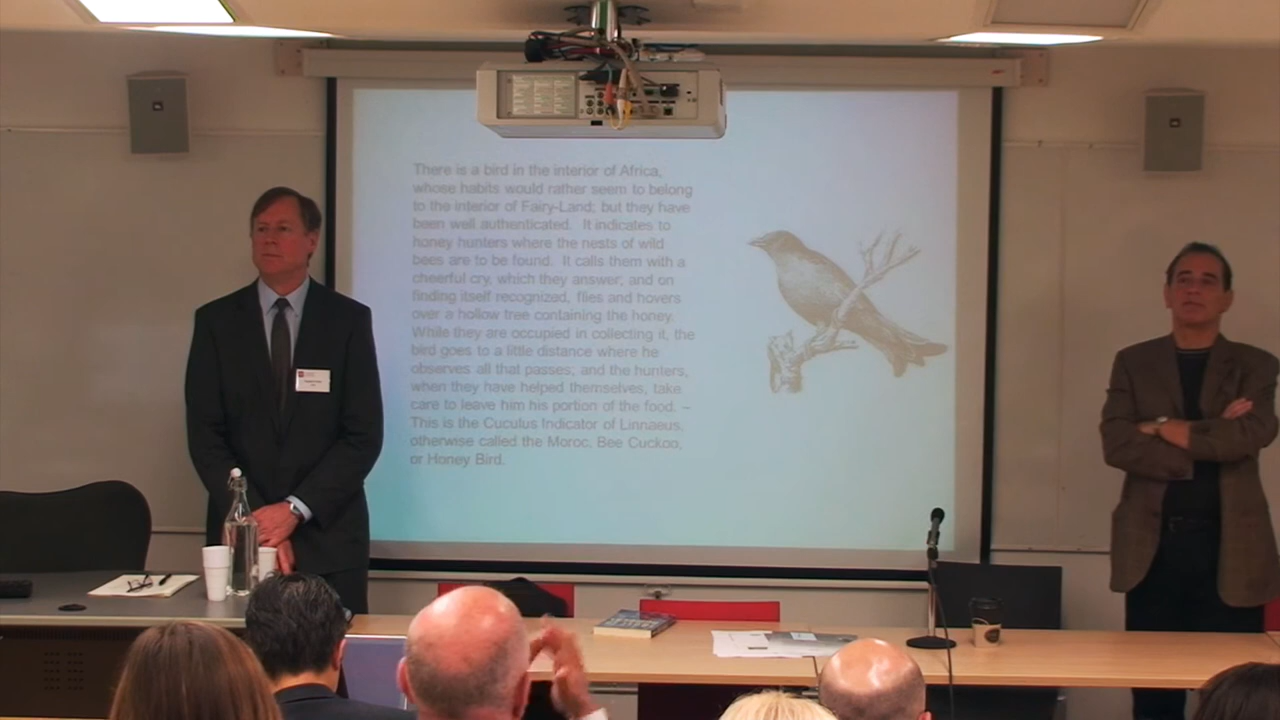 There is a bird in the interior of Africa,
whose habits would rather seem to belong
to the interior of Fairy-Land; but they have
been well authenticated. It indicates to
honey hunters where the nests of wild
bees are to be found. It calls them with a
cheerful cry, which they answer; and on
finding itself recognized, flies and hovers
over a hollow tree containing the honey.
While they are occupied in collecting it, the
bird goes to a little distance where he
observes all that passes; and the hunters,
when they have helped themselves, take
care to leave him his portion of the food. –
This is the Cuculus Indicator of Linnaeus,
otherwise called the Moroc, Bee Cuckoo,
or Honey Bird.